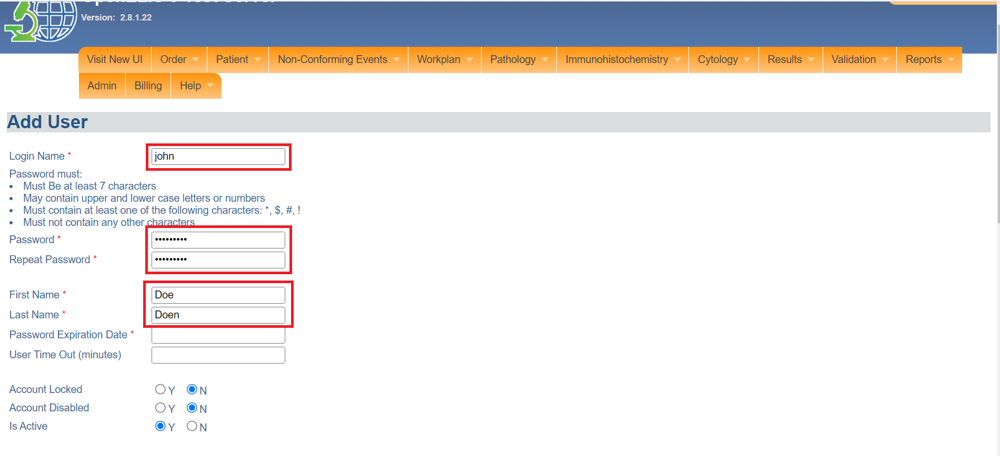 Version: 2.8.1.22
Visit New UI Order Patient Non-Conforming Events Workplan Pathology Immunohistochemistry Cytology Results Validation Reports
Admin Billing Help
Add User
Login Name * john
Password must:
• Must Be at least 7 characters
• May contain upper and lower case letters or numbers
• Must contain at least one of the following characters: *, $, #, !
• Must not contain any other characters
Password * •••••••••
Repeat Password * •••••••••
First Name * Doe
Last Name * Doen
Password Expiration Date *
User Time Out (minutes)
Account Locked Y N
Account Disabled Y N
Is Active Y N